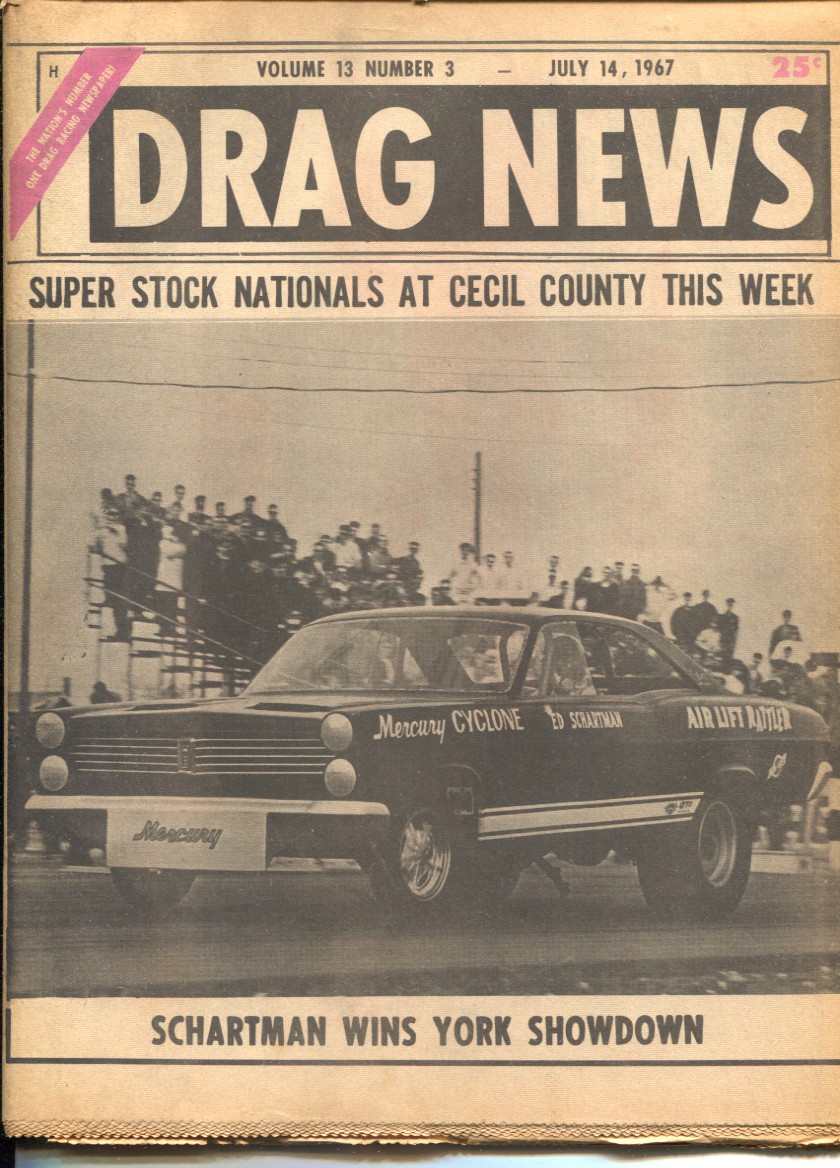 H
VOLUME 13 NUMBER 3 — JULY 14, 1967
25¢
THE NATION'S NUMBER
ONE DRAG RACING NEWSPAPER!
DRAG NEWS
SUPER STOCK NATIONALS AT CECIL COUNTY THIS WEEK
Mercury CYCLONE
ED SCHARTMAN
AIR LIFT RATTLER
GT
Mercury
SCHARTMAN WINS YORK SHOWDOWN